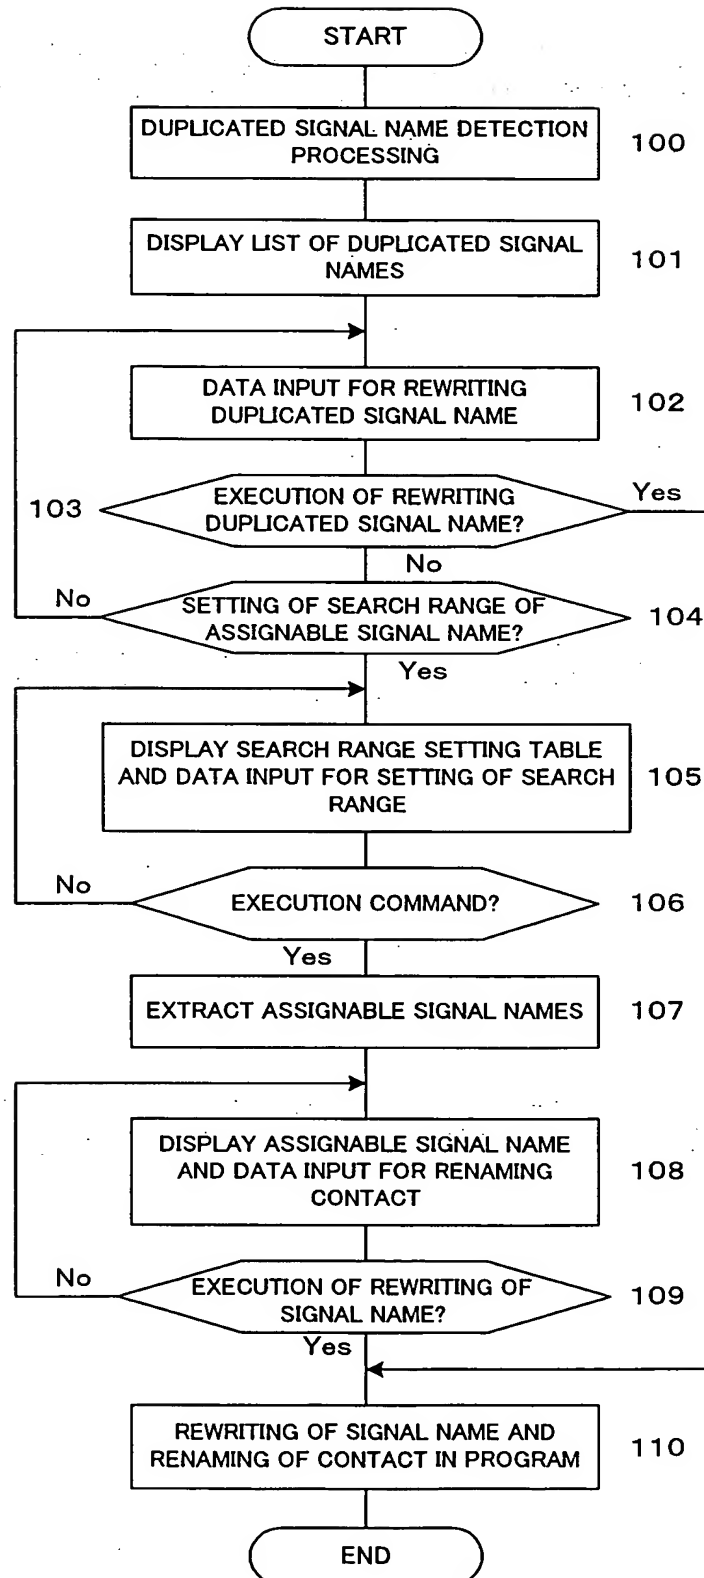 START
DUPLICATED SIGNAL NAME DETECTION
PROCESSING
100
DISPLAY LIST OF DUPLICATED SIGNAL
NAMES
101
DATA INPUT FOR REWRITING
DUPLICATED SIGNAL NAME
102
103
EXECUTION OF REWRITING
DUPLICATED SIGNAL NAME?
Yes
No
No
SETTING OF SEARCH RANGE OF
ASSIGNABLE SIGNAL NAME?
104
Yes
DISPLAY SEARCH RANGE SETTING TABLE
AND DATA INPUT FOR SETTING OF SEARCH
RANGE
105
No
EXECUTION COMMAND?
106
Yes
EXTRACT ASSIGNABLE SIGNAL NAMES
107
DISPLAY ASSIGNABLE SIGNAL NAME
AND DATA INPUT FOR RENAMING
CONTACT
108
No
EXECUTION OF REWRITING OF
SIGNAL NAME?
109
Yes
REWRITING OF SIGNAL NAME AND
RENAMING OF CONTACT IN PROGRAM
110
END